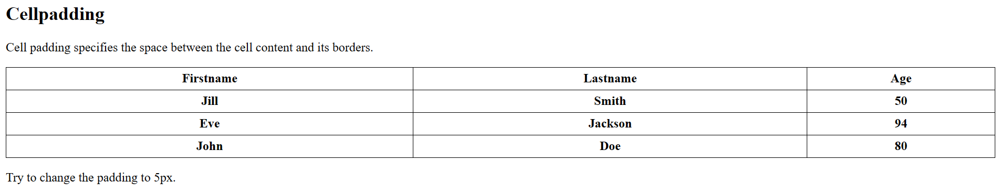 Cellpadding
Cell padding specifies the space between the cell content and its borders.
Firstname Lastname Age
Jill Smith 50
Eve Jackson 94
John Doe 80
Try to change the padding to 5px.